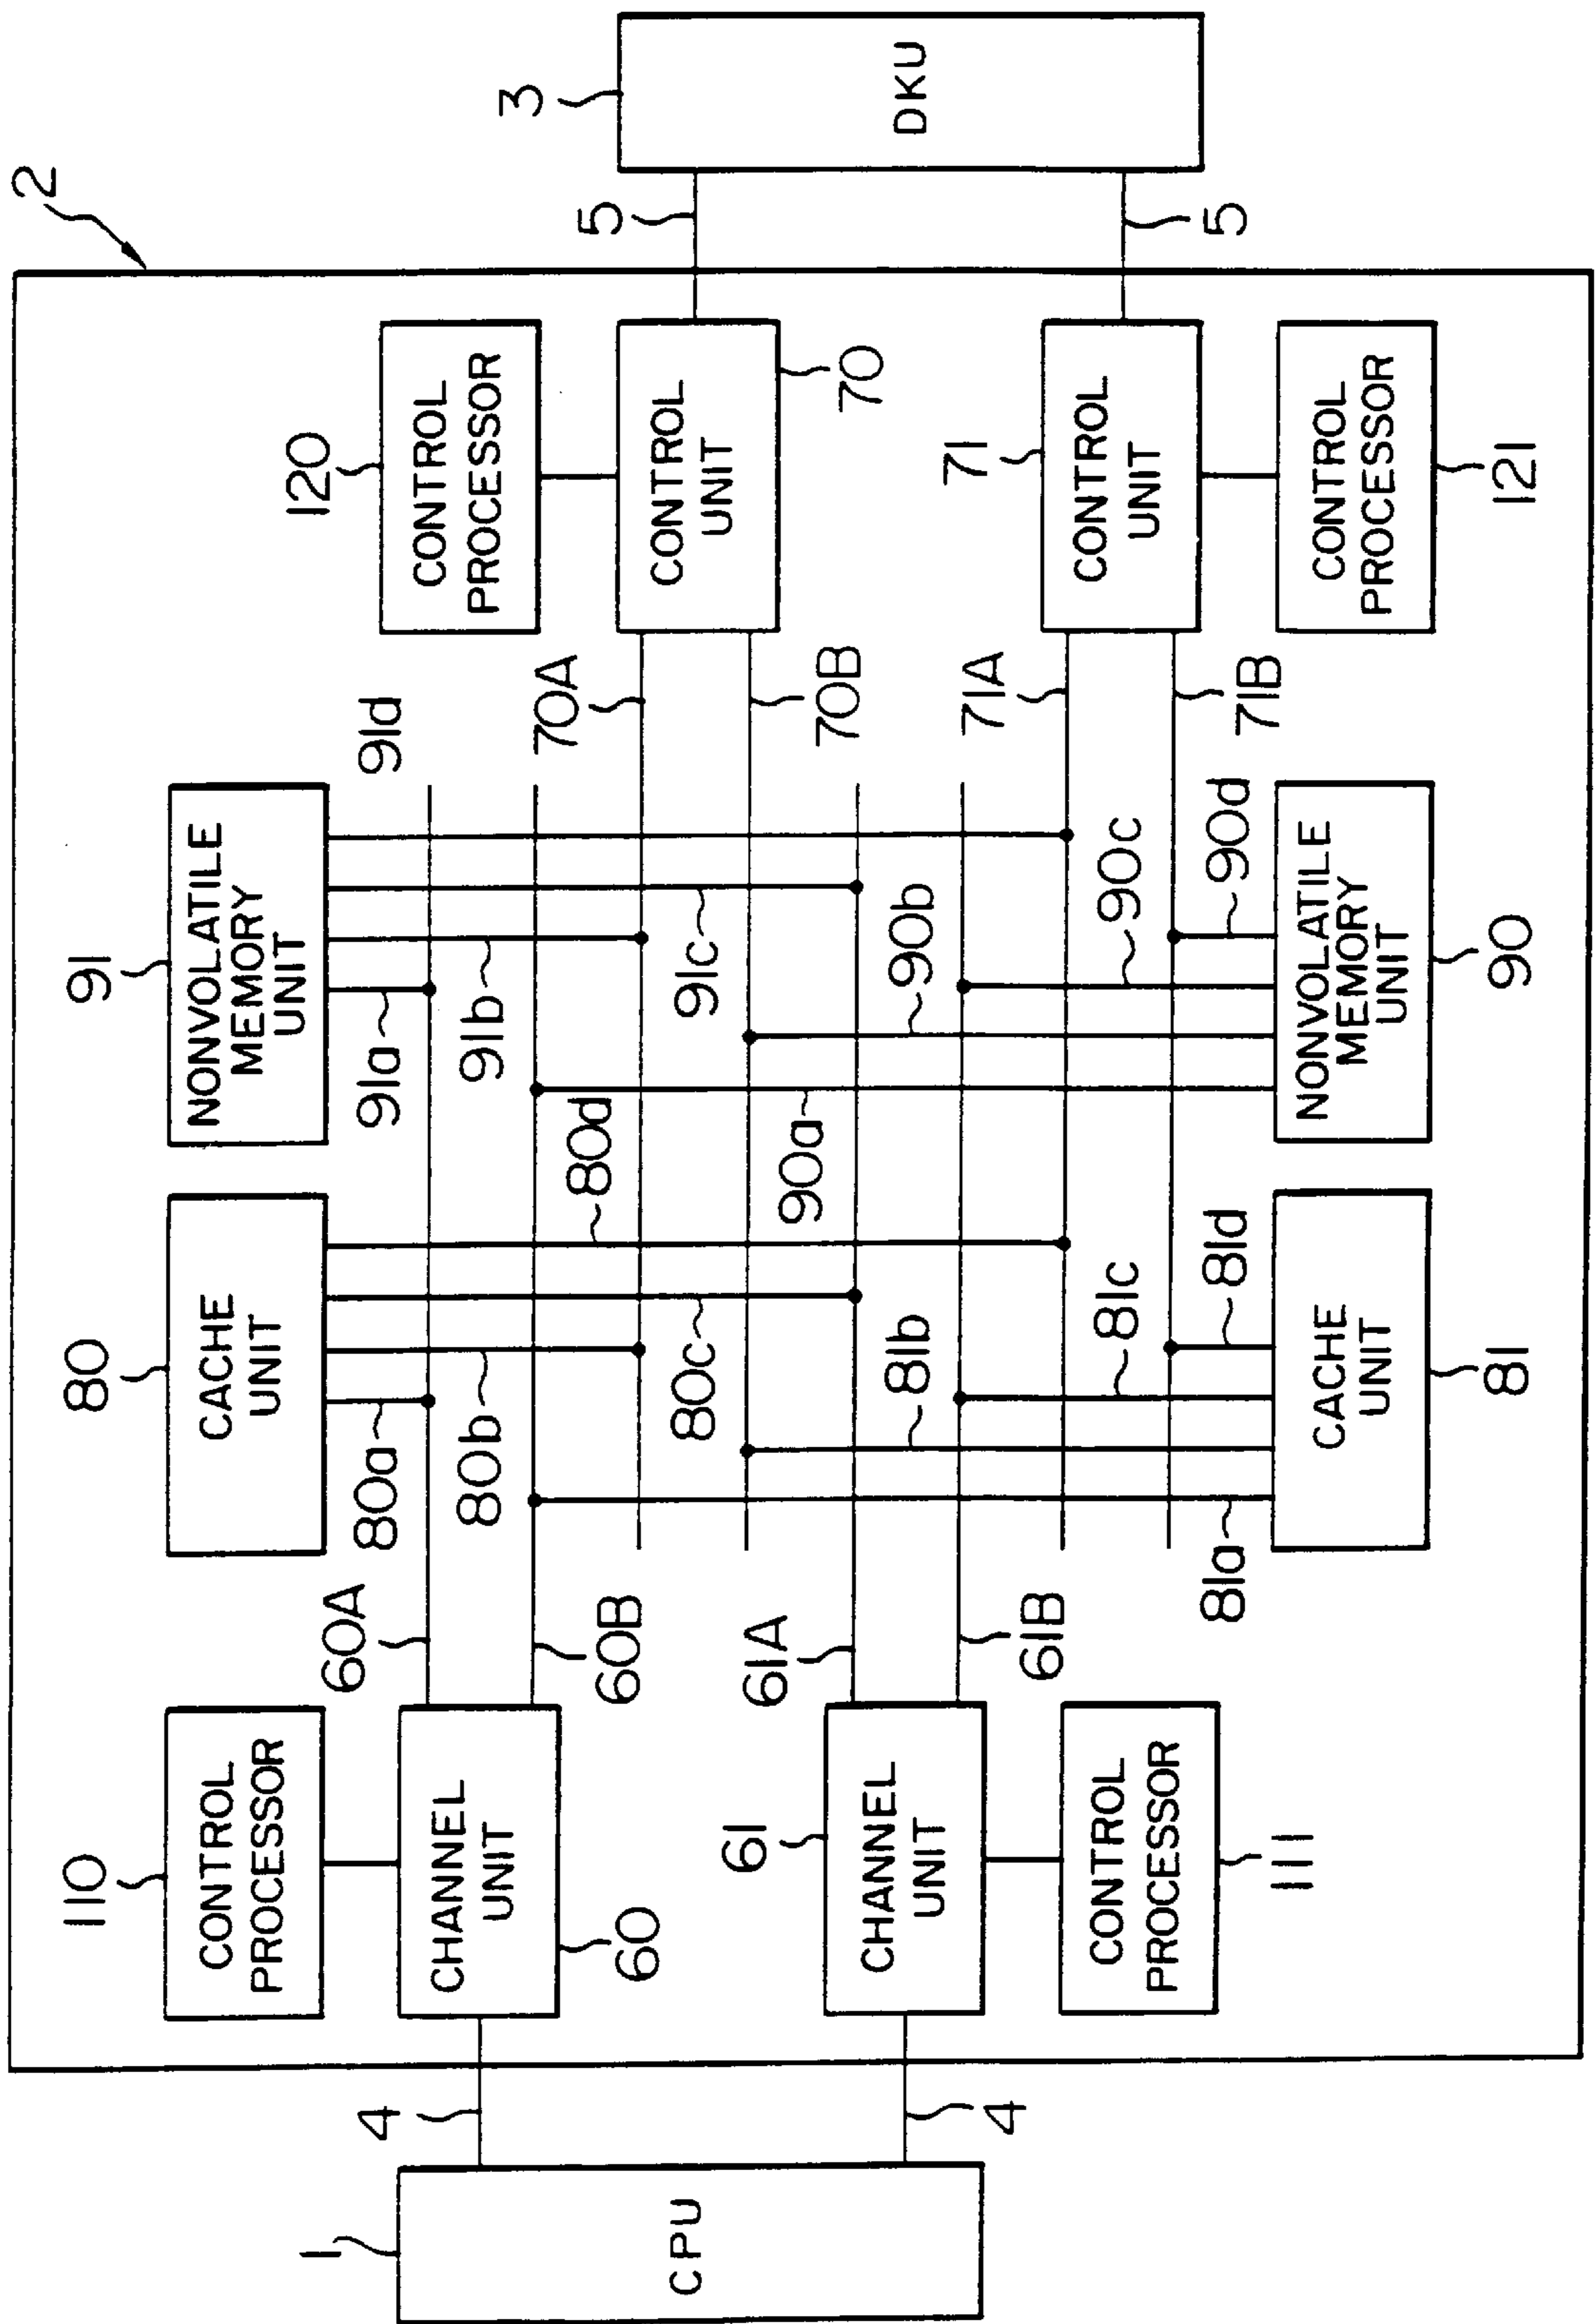 2
110
CONTROL
PROCESSOR
80
CACHE
UNIT
91
NONVOLATILE
MEMORY
UNIT
120
CONTROL
PROCESSOR
3
DKU
1
CPU
4
CHANNEL
UNIT
60
60A
60B
80a
80b
80c
80d
91a
91b
91c
91d
70A
70B
CONTROL
UNIT
70
5
4
61
CHANNEL
UNIT
61A
61B
81a
81b
81c
81d
90a
90b
90c
90d
71A
71B
71
CONTROL
UNIT
5
CONTROL
PROCESSOR
111
CACHE
UNIT
81
NONVOLATILE
MEMORY
UNIT
90
CONTROL
PROCESSOR
121